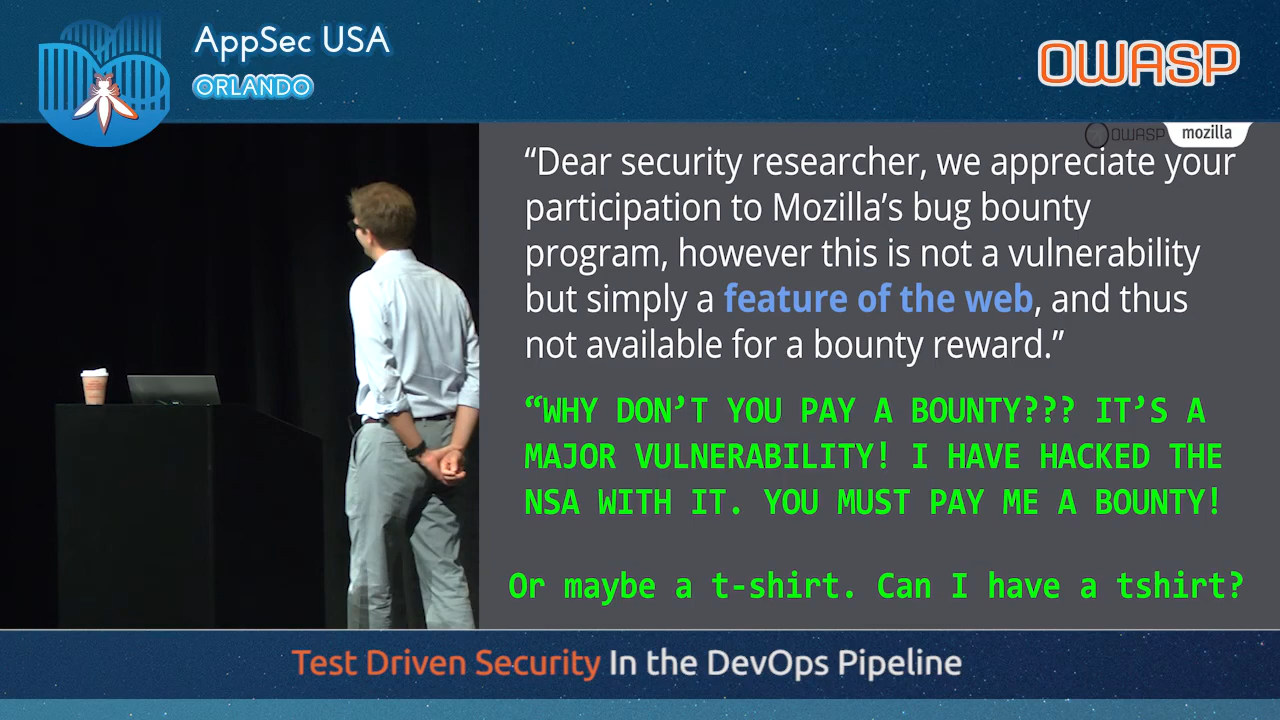 AppSec USA
ORLANDO
OWASP
OWASP mozilla
“Dear security researcher, we appreciate your
participation to Mozilla’s bug bounty
program, however this is not a vulnerability
but simply a feature of the web, and thus
not available for a bounty reward.”
“WHY DON’T YOU PAY A BOUNTY??? IT’S A
MAJOR VULNERABILITY! I HAVE HACKED THE
NSA WITH IT. YOU MUST PAY ME A BOUNTY!
Or maybe a t-shirt. Can I have a tshirt?
Test Driven Security In the DevOps Pipeline